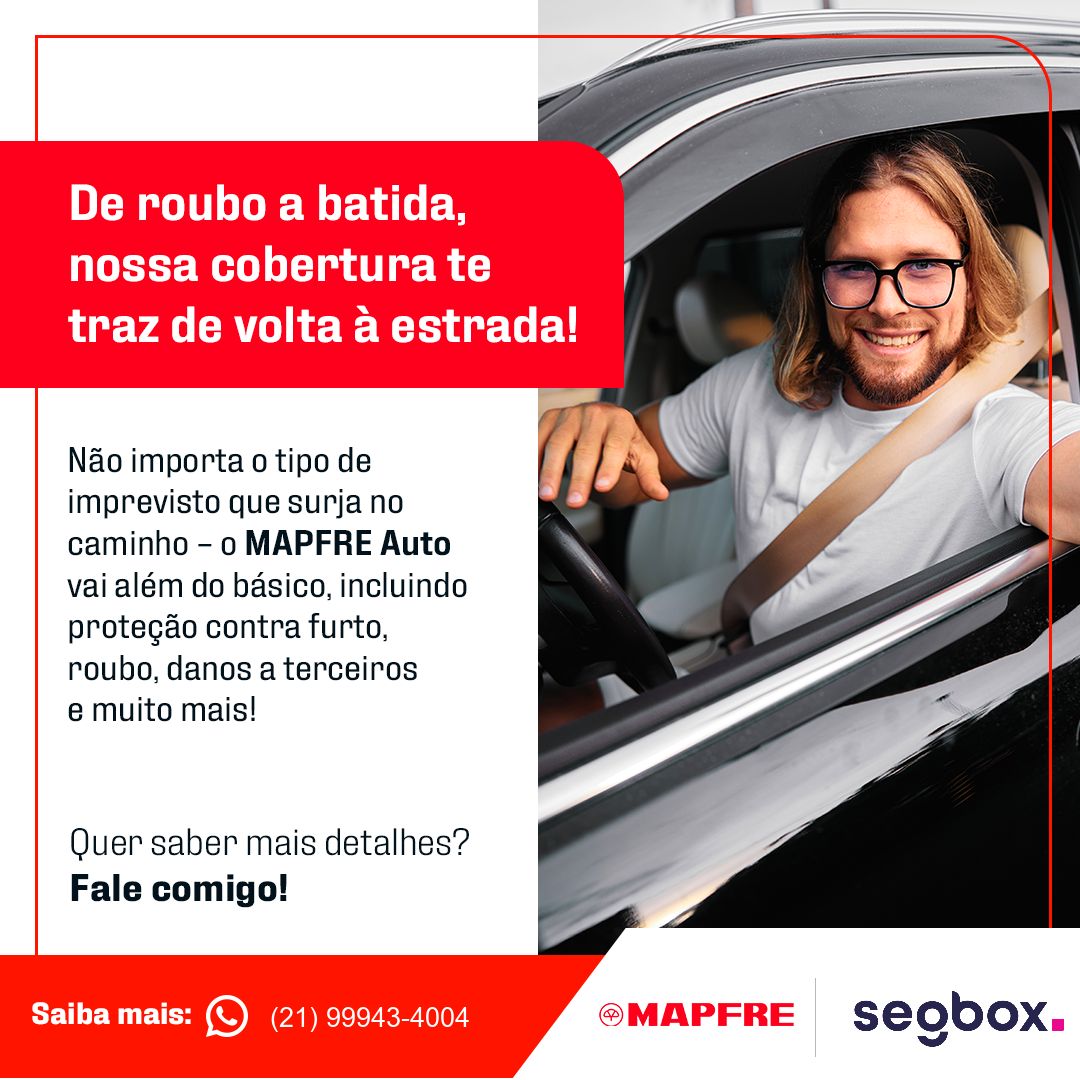 De roubo a batida,
nossa cobertura te
traz de volta à estrada!
Não importa o tipo de
imprevisto que surja no
caminho – o MAPFRE Auto
vai além do básico, incluindo
proteção contra furto,
roubo, danos a terceiros
e muito mais!
Quer saber mais detalhes?
Fale comigo!
Saiba mais: (21) 99943-4004
MAPFRE
segbox.